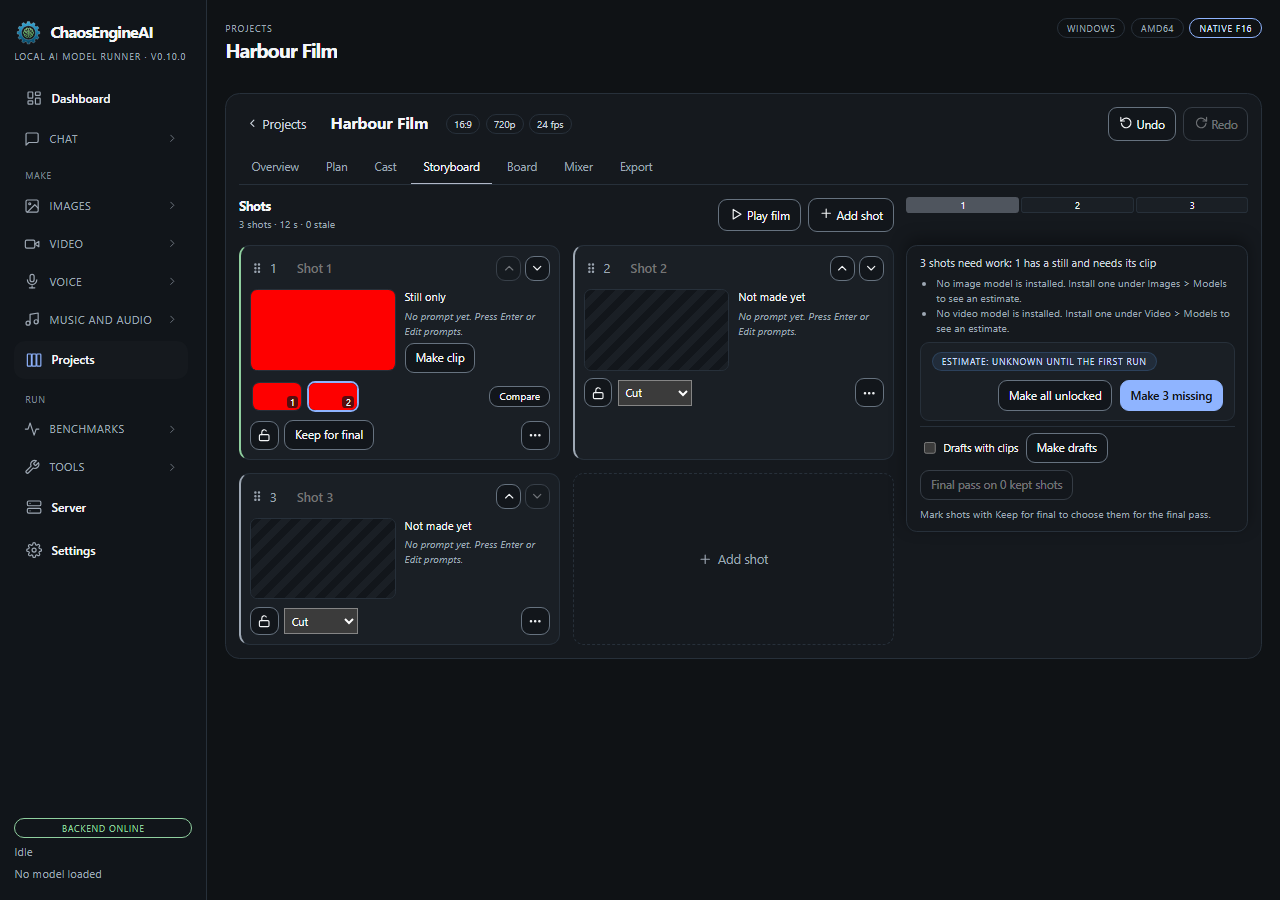 ChaosEngineAI
LOCAL AI MODEL RUNNER · V0.10.0
Dashboard
CHAT
MAKE
IMAGES
VIDEO
VOICE
MUSIC AND AUDIO
Projects
RUN
BENCHMARKS
TOOLS
Server
Settings
BACKEND ONLINE
Idle
No model loaded
PROJECTS
Harbour Film
WINDOWS
AMD64
NATIVE F16
Projects
Harbour Film
16:9
720p
24 fps
Undo
Redo
Overview
Plan
Cast
Storyboard
Board
Mixer
Export
Shots
3 shots · 12 s · 0 stale
Play film
Add shot
1
Shot 1
Still only
No prompt yet. Press Enter or
Edit prompts.
Make clip
1
2
Compare
Keep for final
2
Shot 2
Not made yet
No prompt yet. Press Enter or
Edit prompts.
Cut
3
Shot 3
Not made yet
No prompt yet. Press Enter or
Edit prompts.
Cut
Add shot
1
2
3
3 shots need work: 1 has a still and needs its clip
No image model is installed. Install one under Images > Models
to see an estimate.
No video model is installed. Install one under Video > Models to
see an estimate.
ESTIMATE: UNKNOWN UNTIL THE FIRST RUN
Make all unlocked
Make 3 missing
Drafts with clips
Make drafts
Final pass on 0 kept shots
Mark shots with Keep for final to choose them for the final pass.